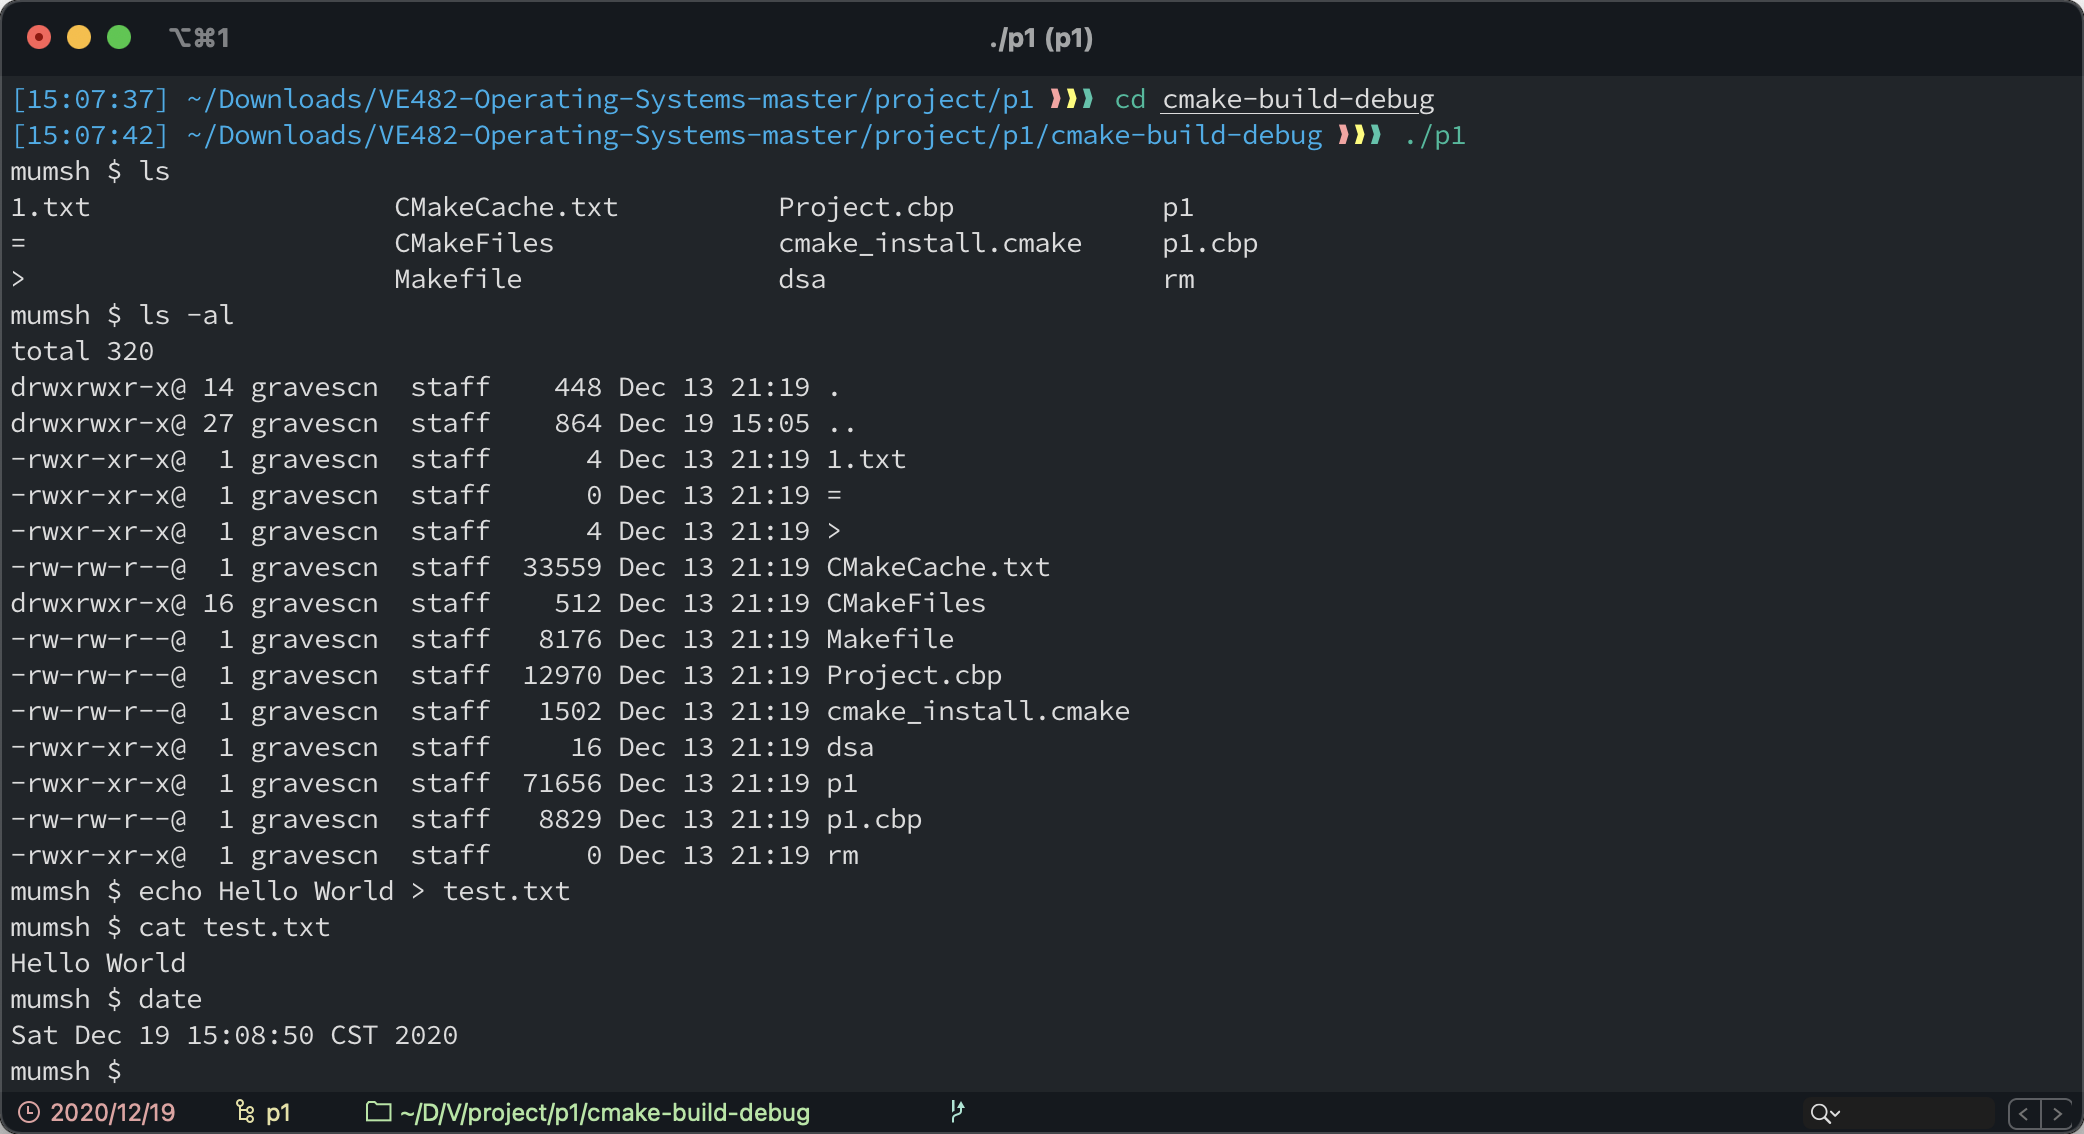 ⌥⌘1 ./p1 (p1)
[15:07:37] ~/Downloads/VE482-Operating-Systems-master/project/p1 ❱❱❱ cd cmake-build-debug
[15:07:42] ~/Downloads/VE482-Operating-Systems-master/project/p1/cmake-build-debug ❱❱❱ ./p1
mumsh $ ls
1.txt                   CMakeCache.txt          Project.cbp             p1
=                       CMakeFiles              cmake_install.cmake     p1.cbp
>                       Makefile                dsa                     rm
mumsh $ ls -al
total 320
drwxrwxr-x@ 14 gravescn  staff    448 Dec 13 21:19 .
drwxrwxr-x@ 27 gravescn  staff    864 Dec 19 15:05 ..
-rwxr-xr-x@  1 gravescn  staff      4 Dec 13 21:19 1.txt
-rwxr-xr-x@  1 gravescn  staff      0 Dec 13 21:19 =
-rwxr-xr-x@  1 gravescn  staff      4 Dec 13 21:19 >
-rw-rw-r--@  1 gravescn  staff  33559 Dec 13 21:19 CMakeCache.txt
drwxrwxr-x@ 16 gravescn  staff    512 Dec 13 21:19 CMakeFiles
-rw-rw-r--@  1 gravescn  staff   8176 Dec 13 21:19 Makefile
-rw-rw-r--@  1 gravescn  staff  12970 Dec 13 21:19 Project.cbp
-rw-rw-r--@  1 gravescn  staff   1502 Dec 13 21:19 cmake_install.cmake
-rwxr-xr-x@  1 gravescn  staff     16 Dec 13 21:19 dsa
-rwxr-xr-x@  1 gravescn  staff  71656 Dec 13 21:19 p1
-rw-rw-r--@  1 gravescn  staff   8829 Dec 13 21:19 p1.cbp
-rwxr-xr-x@  1 gravescn  staff      0 Dec 13 21:19 rm
mumsh $ echo Hello World > test.txt
mumsh $ cat test.txt
Hello World
mumsh $ date
Sat Dec 19 15:08:50 CST 2020
mumsh $
2020/12/19 p1 ~/D/V/project/p1/cmake-build-debug